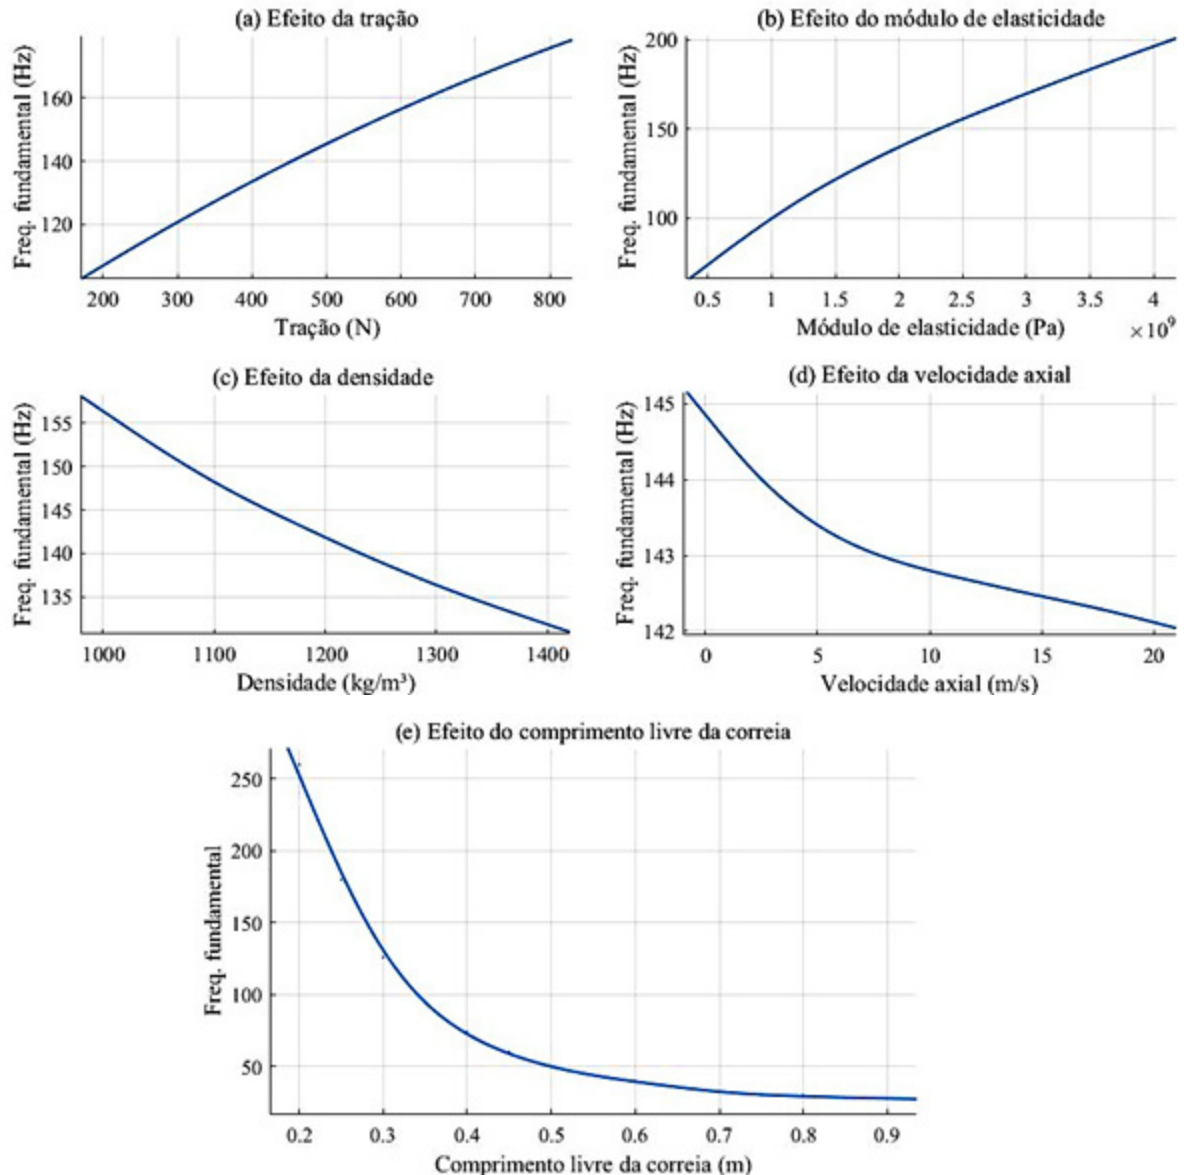 (a) Efeito da tração
Freq. fundamental (Hz)
160
140
120
200 300 400 500 600 700 800
Tração (N)
(b) Efeito do módulo de elasticidade
Freq. fundamental (Hz)
200
150
100
0.5 1 1.5 2 2.5 3 3.5 4
Módulo de elasticidade (Pa) ×10⁹
(c) Efeito da densidade
Freq. fundamental (Hz)
155
150
145
140
135
1000 1100 1200 1300 1400
Densidade (kg/m³)
(d) Efeito da velocidade axial
Freq. fundamental (Hz)
145
144
143
142
0 5 10 15 20
Velocidade axial (m/s)
(e) Efeito do comprimento livre da correia
Freq. fundamental
250
200
150
100
50
0.2 0.3 0.4 0.5 0.6 0.7 0.8 0.9
Comprimento livre da correia (m)